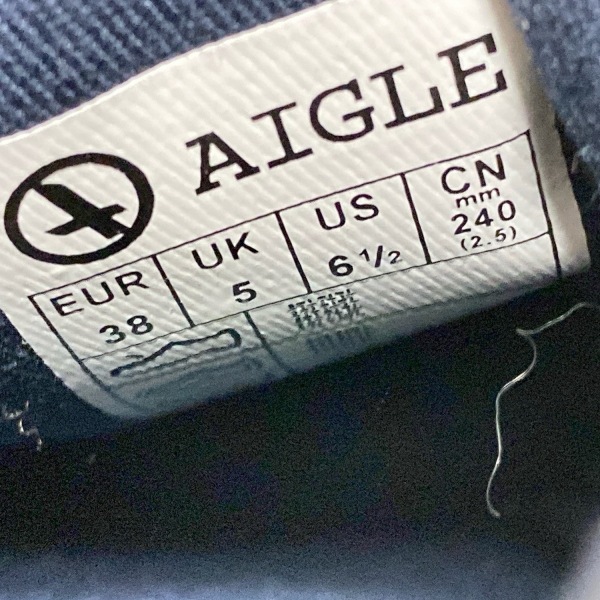 AIGLE
EUR UK US CN
mm
38 5 6 1/2 240
(2.5)